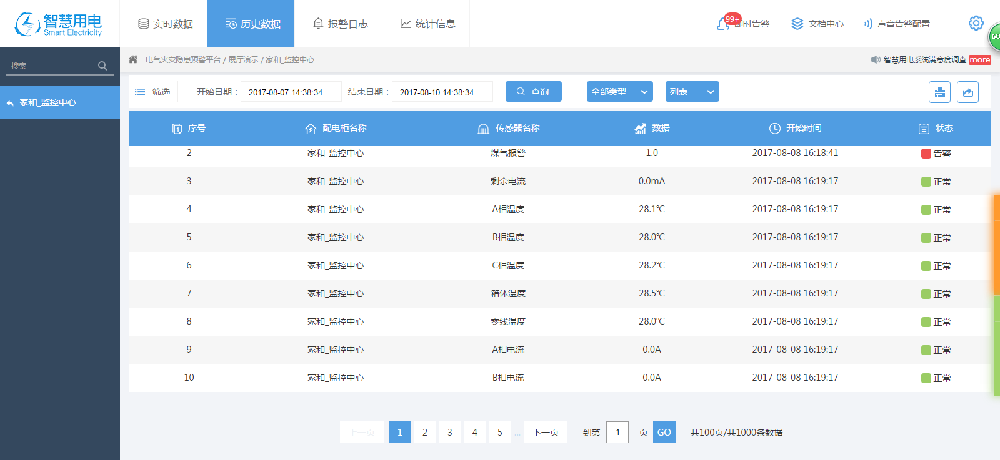 智慧用电
Smart Electricity
实时数据
历史数据
报警日志
统计信息
99+
即时告警
文档中心
声音告警配置
68
搜索
家和_监控中心
电气火灾隐患预警平台 / 展厅演示 / 家和_监控中心
智慧用电系统满意度调查 more
筛选 开始日期： 2017-08-07 14:38:34 结束日期： 2017-08-10 14:38:34 查询 全部类型 列表
序号 配电柜名称 传感器名称 数据 开始时间 状态
2 家和_监控中心 煤气报警 1.0 2017-08-08 16:18:41 告警
3 家和_监控中心 剩余电流 0.0mA 2017-08-08 16:19:17 正常
4 家和_监控中心 A相温度 28.1℃ 2017-08-08 16:19:17 正常
5 家和_监控中心 B相温度 28.0℃ 2017-08-08 16:19:17 正常
6 家和_监控中心 C相温度 28.2℃ 2017-08-08 16:19:17 正常
7 家和_监控中心 箱体温度 28.5℃ 2017-08-08 16:19:17 正常
8 家和_监控中心 零线温度 28.0℃ 2017-08-08 16:19:17 正常
9 家和_监控中心 A相电流 0.0A 2017-08-08 16:19:17 正常
10 家和_监控中心 B相电流 0.0A 2017-08-08 16:19:17 正常
上一页 1 2 3 4 5 ... 下一页 到第 1 页 GO 共100页/共1000条数据